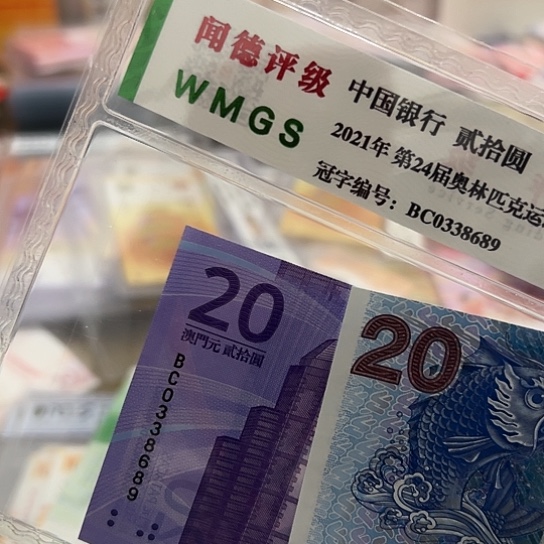 闻德评级
WMGS
中国银行 贰拾圆
2021年 第24届奥林匹克运
冠字编号：BC0338689
20
澳門元 貳拾圓
BC0338689
20